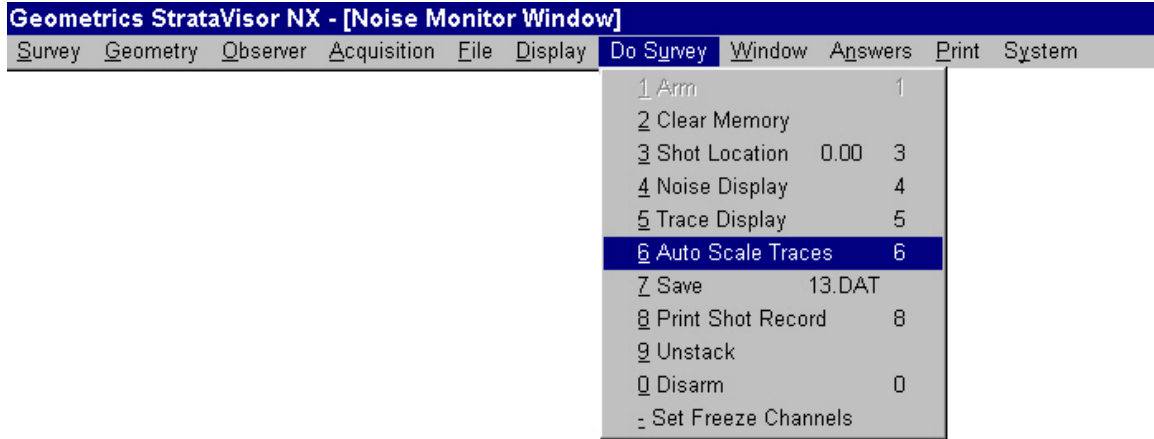 Geometrics StrataVisor NX - [Noise Monitor Window]
Survey Geometry Observer Acquisition File Display Do Survey Window Answers Print System
1 Arm 1
2 Clear Memory
3 Shot Location 0.00 3
4 Noise Display 4
5 Trace Display 5
6 Auto Scale Traces 6
7 Save 13.DAT
8 Print Shot Record 8
9 Unstack
0 Disarm 0
- Set Freeze Channels